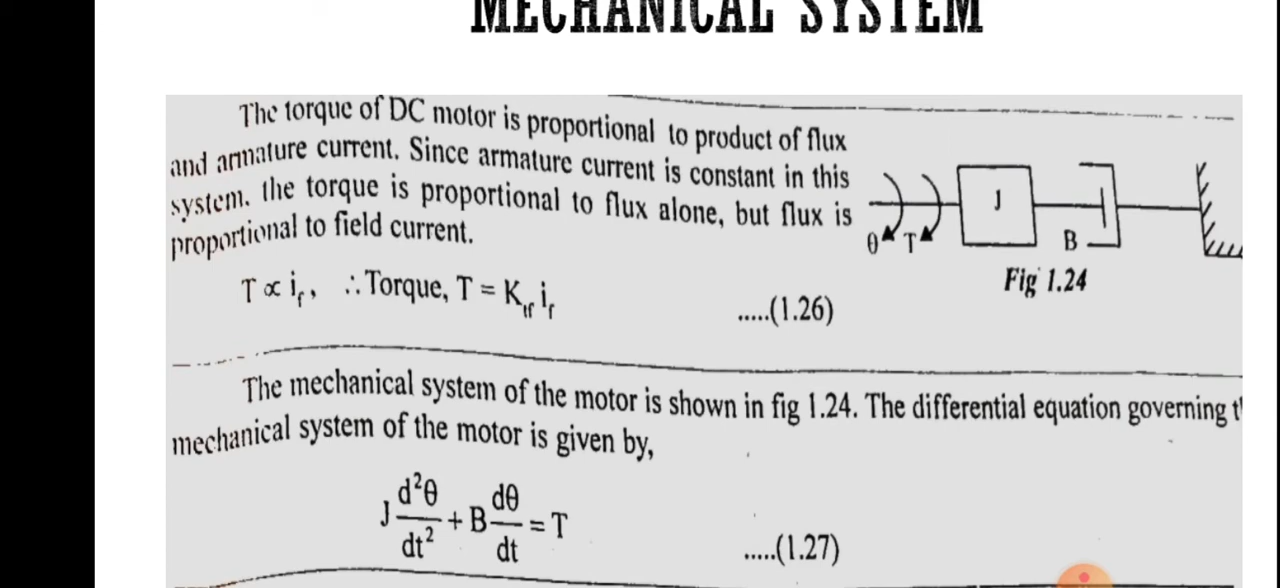 MECHANICAL SYSTEM
The torque of DC motor is proportional to product of flux
and armature current. Since armature current is constant in this
system, the torque is proportional to flux alone, but flux is
proportional to field current.
T ∝ i_f, ∴ Torque, T = K_tf i_f .....(1.26)
J
B
θ T
Fig 1.24
The mechanical system of the motor is shown in fig 1.24. The differential equation governing t
mechanical system of the motor is given by,
J d²θ/dt² + B dθ/dt = T .....(1.27)